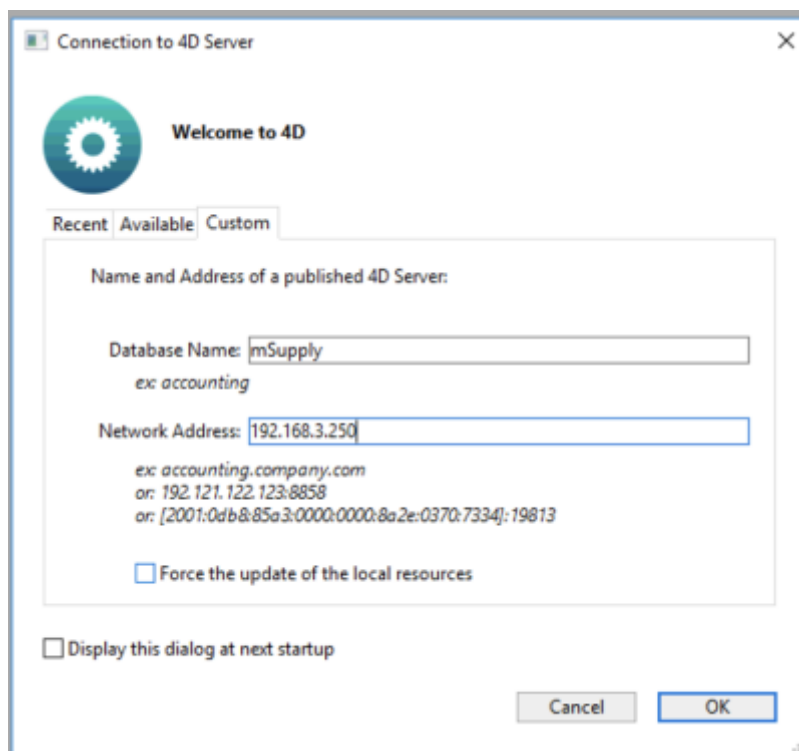 Connection to 4D Server
Welcome to 4D
Recent Available Custom
Name and Address of a published 4D Server:
Database Name: mSupply
ex: accounting
Network Address: 192.168.3.250
ex: accounting.company.com
or: 192.121.122.123:8858
or: [2001:0db8:85a3:0000:0000:8a2e:0370:7334]:19813
Force the update of the local resources
Display this dialog at next startup
Cancel OK